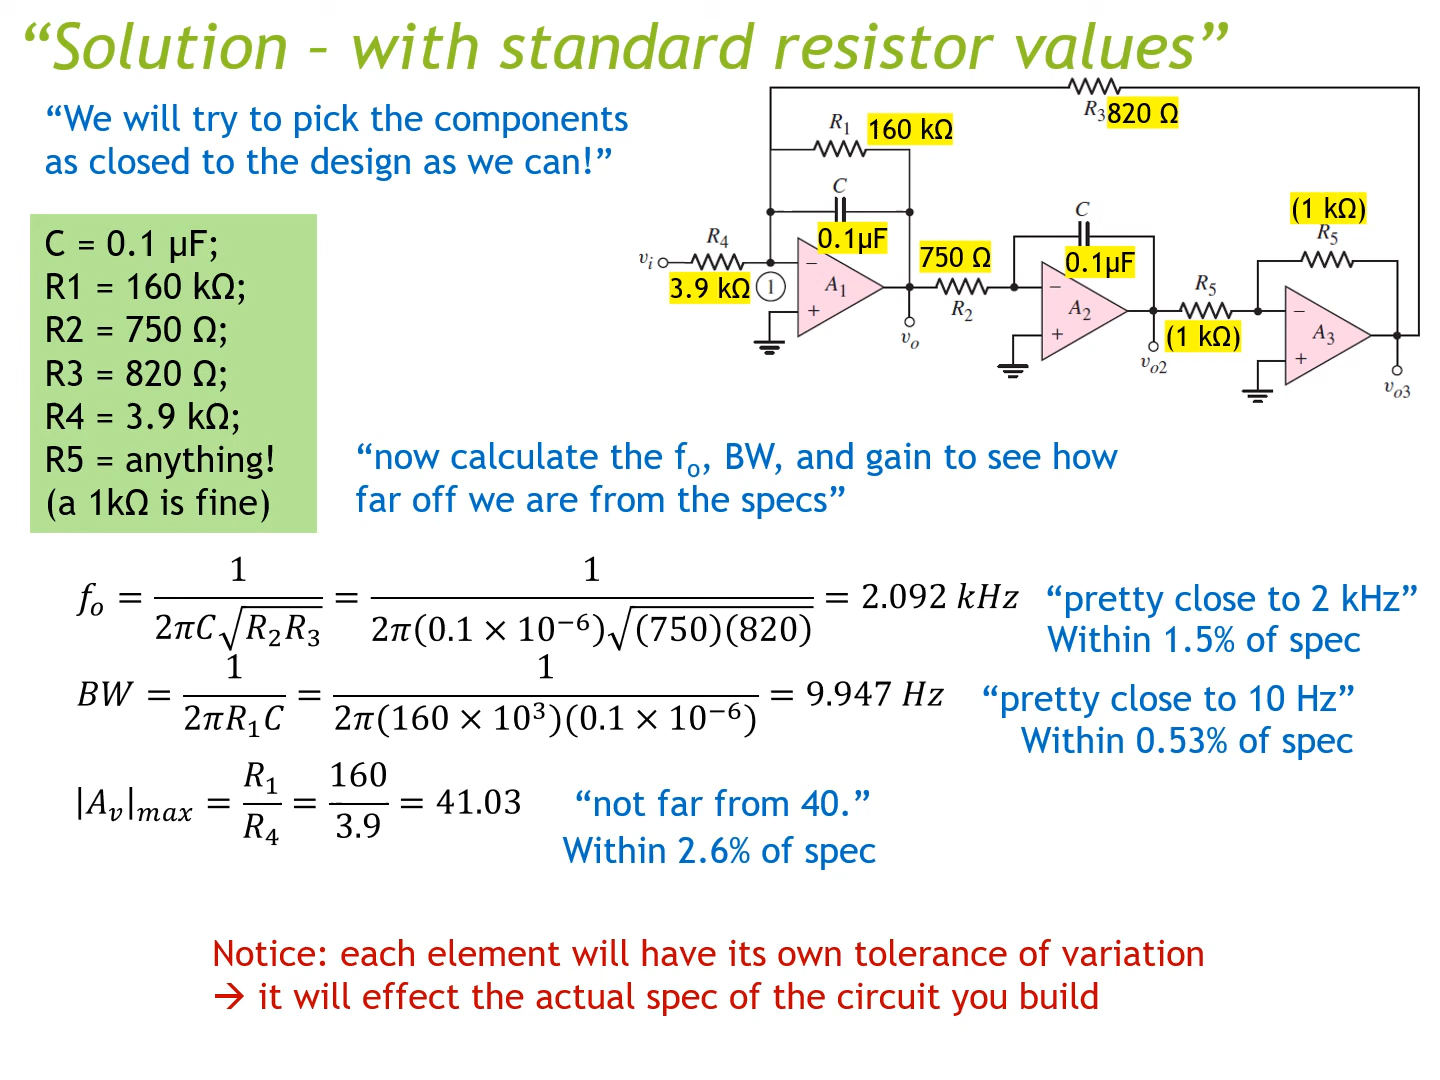 “Solution – with standard resistor values”
“We will try to pick the components
as closed to the design as we can!”
C = 0.1 μF;
R1 = 160 kΩ;
R2 = 750 Ω;
R3 = 820 Ω;
R4 = 3.9 kΩ;
R5 = anything!
(a 1kΩ is fine)
R₃ 820 Ω
R₁ 160 kΩ
C
0.1μF
R₄
vᵢ
3.9 kΩ
1
−
A₁
+
vₒ
750 Ω
R₂
C
0.1μF
−
A₂
+
vₒ₂
R₅
(1 kΩ)
(1 kΩ)
R₅
−
A₃
+
vₒ₃
“now calculate the fₒ, BW, and gain to see how
far off we are from the specs”
fₒ = 1 / (2πC√(R₂R₃)) = 1 / (2π(0.1 × 10⁻⁶)√((750)(820))) = 2.092 kHz
“pretty close to 2 kHz”
Within 1.5% of spec
BW = 1 / (2πR₁C) = 1 / (2π(160 × 10³)(0.1 × 10⁻⁶)) = 9.947 Hz
“pretty close to 10 Hz”
Within 0.53% of spec
|Aᵥ|ₘₐₓ = R₁ / R₄ = 160 / 3.9 = 41.03
“not far from 40.”
Within 2.6% of spec
Notice: each element will have its own tolerance of variation
→ it will effect the actual spec of the circuit you build